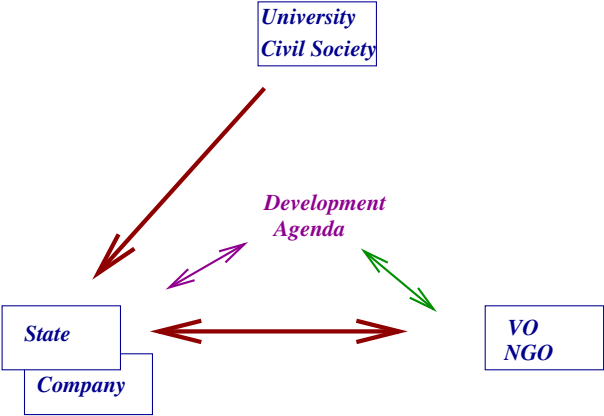 University
Civil Society
Development
Agenda
State
Company
VO
NGO